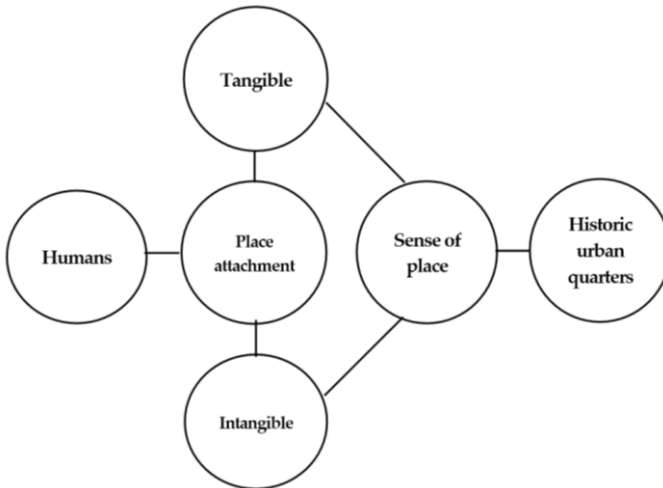 Tangible
Humans
Place
attachment
Sense of
place
Historic
urban
quarters
Intangible